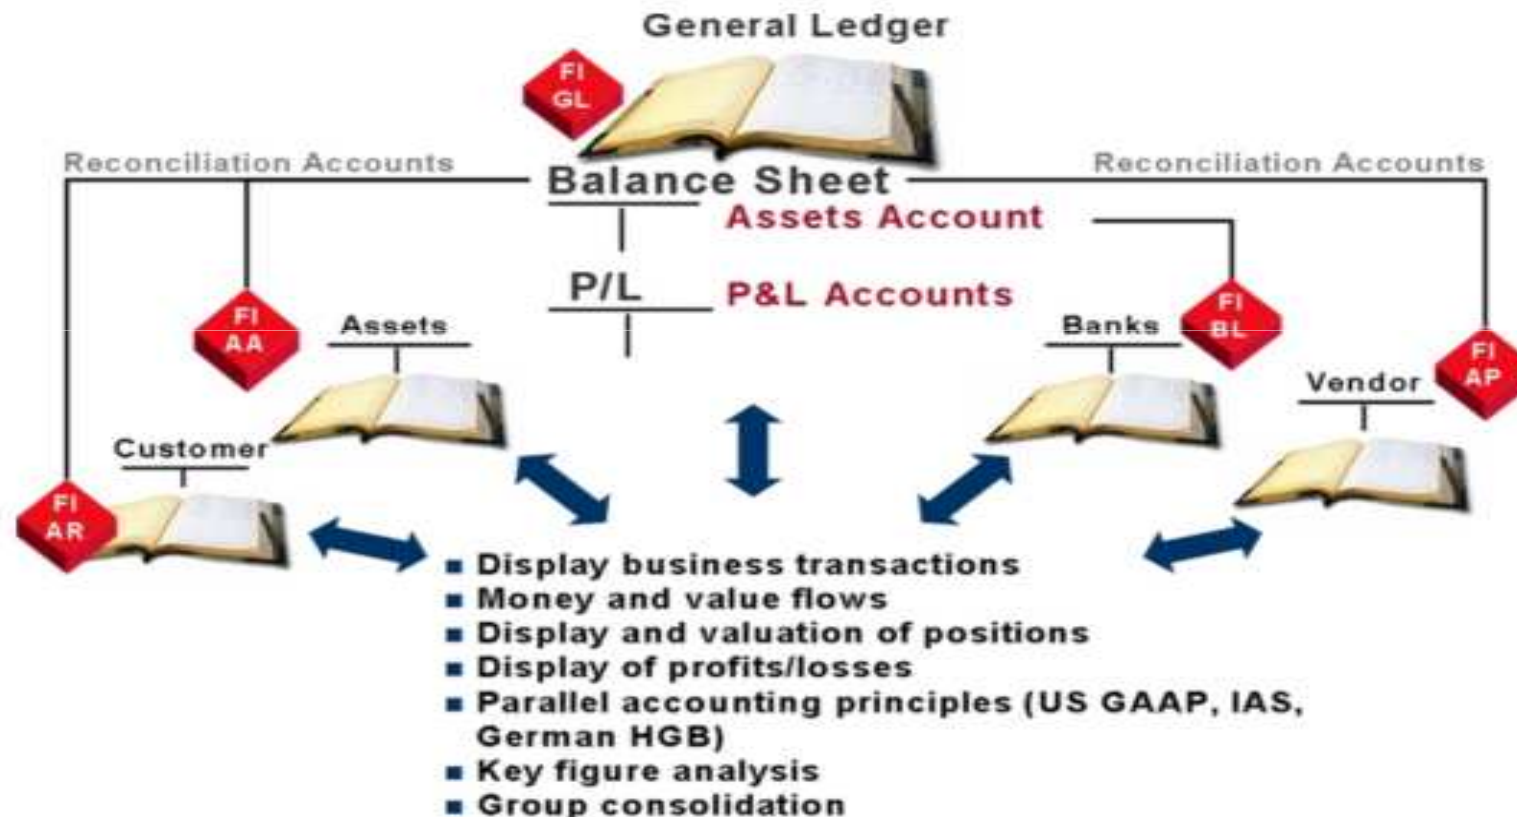 General Ledger
FI
GL
Reconciliation Accounts
Reconciliation Accounts
Balance Sheet
Assets Account
P/L
P&L Accounts
FI
AA
Assets
Banks
FI
BL
Vendor
FI
AP
Customer
FI
AR
■ Display business transactions
■ Money and value flows
■ Display and valuation of positions
■ Display of profits/losses
■ Parallel accounting principles (US GAAP, IAS,
German HGB)
■ Key figure analysis
■ Group consolidation